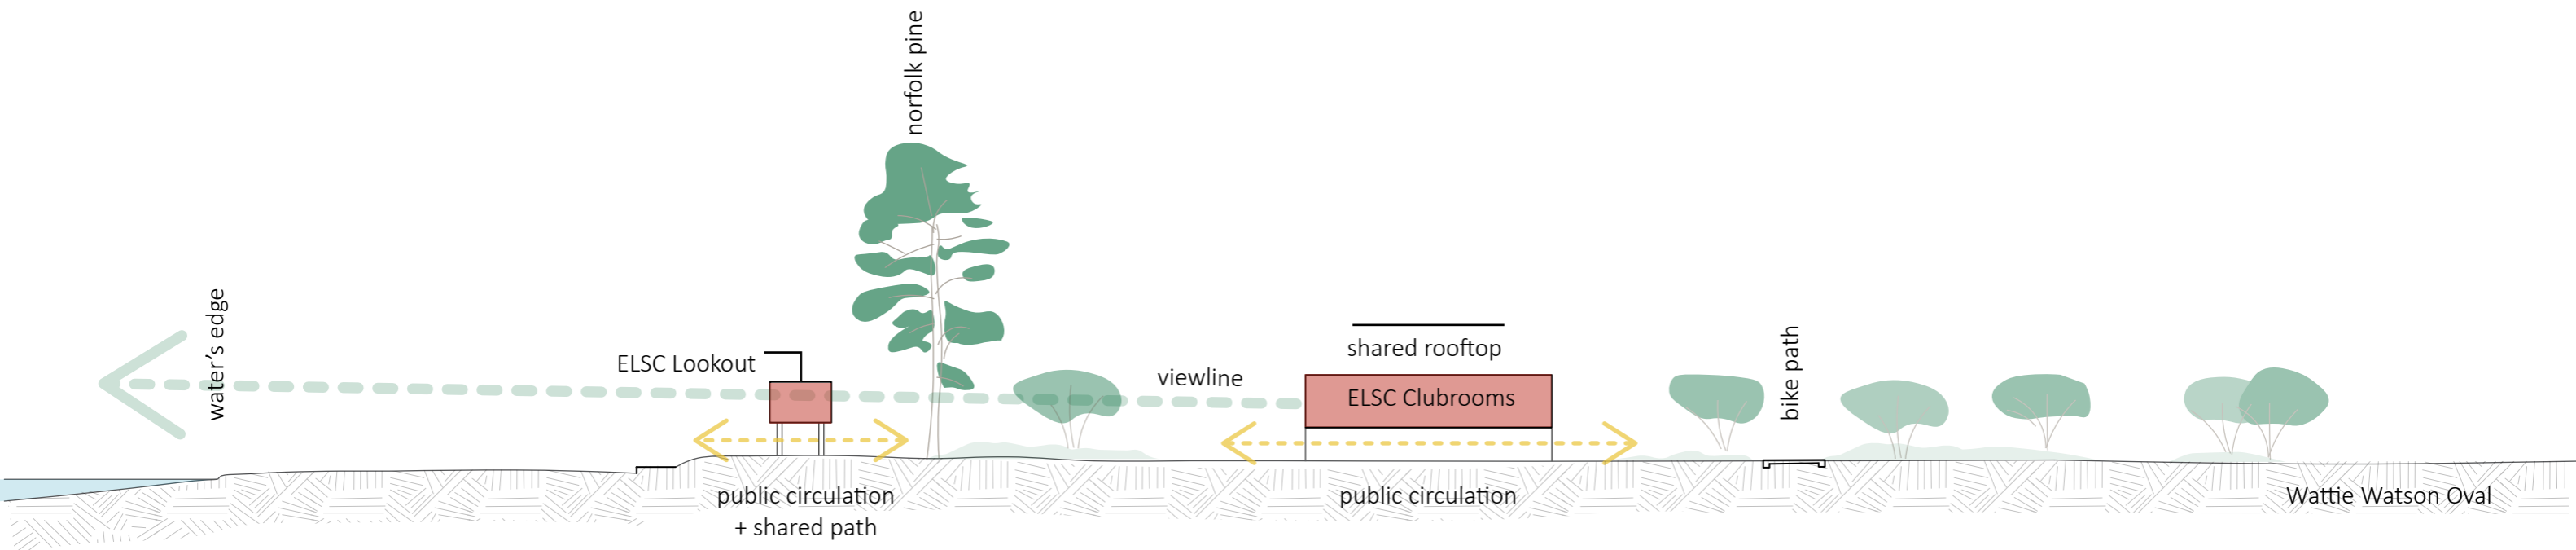 water's edge
ELSC Lookout
norfolk pine
viewline
shared rooftop
ELSC Clubrooms
bike path
public circulation
+ shared path
public circulation
Wattie Watson Oval